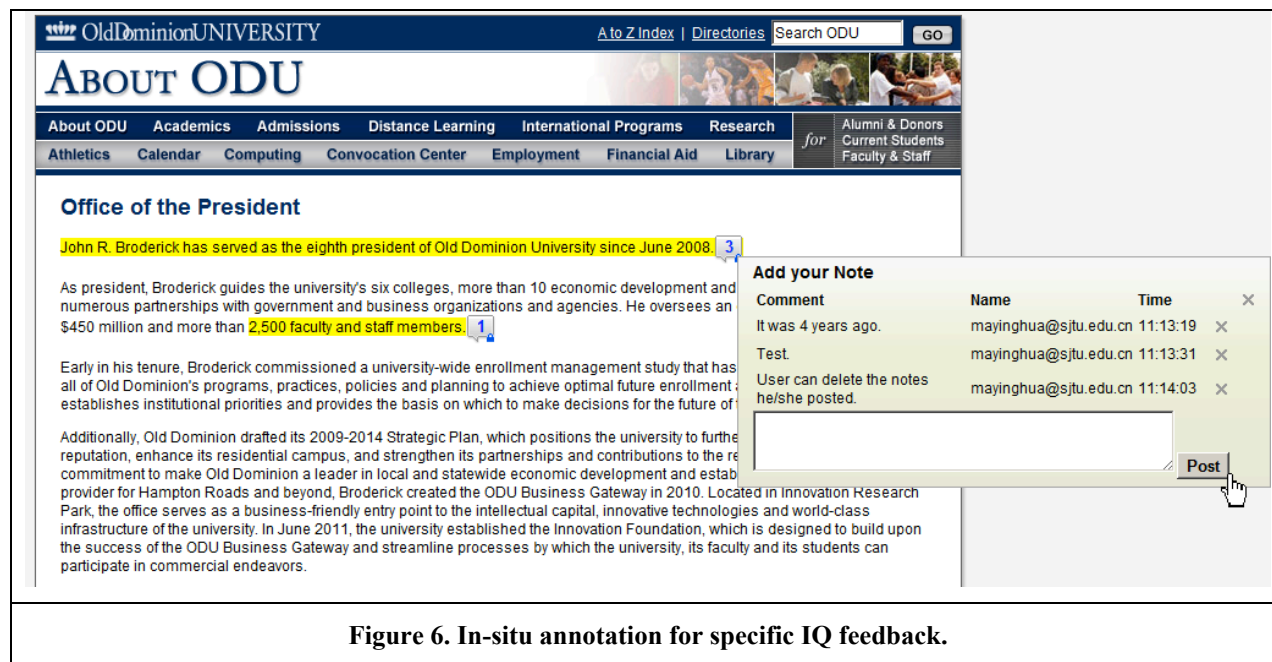 OldDominionUNIVERSITY
A to Z Index | Directories Search ODU GO
ABOUT ODU
About ODU Academics Admissions Distance Learning International Programs Research
Athletics Calendar Computing Convocation Center Employment Financial Aid Library
for
Alumni & Donors
Current Students
Faculty & Staff
Office of the President
John R. Broderick has served as the eighth president of Old Dominion University since June 2008. 3
As president, Broderick guides the university's six colleges, more than 10 economic development and
numerous partnerships with government and business organizations and agencies. He oversees an
$450 million and more than 2,500 faculty and staff members. 1
Early in his tenure, Broderick commissioned a university-wide enrollment management study that has
all of Old Dominion's programs, practices, policies and planning to achieve optimal future enrollment
establishes institutional priorities and provides the basis on which to make decisions for the future of
Additionally, Old Dominion drafted its 2009-2014 Strategic Plan, which positions the university to furthe
reputation, enhance its residential campus, and strengthen its partnerships and contributions to the re
commitment to make Old Dominion a leader in local and statewide economic development and estab
provider for Hampton Roads and beyond, Broderick created the ODU Business Gateway in 2010. Located in Innovation Research
Park, the office serves as a business-friendly entry point to the intellectual capital, innovative technologies and world-class
infrastructure of the university. In June 2011, the university established the Innovation Foundation, which is designed to build upon
the success of the ODU Business Gateway and streamline processes by which the university, its faculty and its students can
participate in commercial endeavors.
Add your Note
Comment Name Time
It was 4 years ago. mayinghua@sjtu.edu.cn 11:13:19
Test. mayinghua@sjtu.edu.cn 11:13:31
User can delete the notes
he/she posted. mayinghua@sjtu.edu.cn 11:14:03
Post
Figure 6. In-situ annotation for specific IQ feedback.